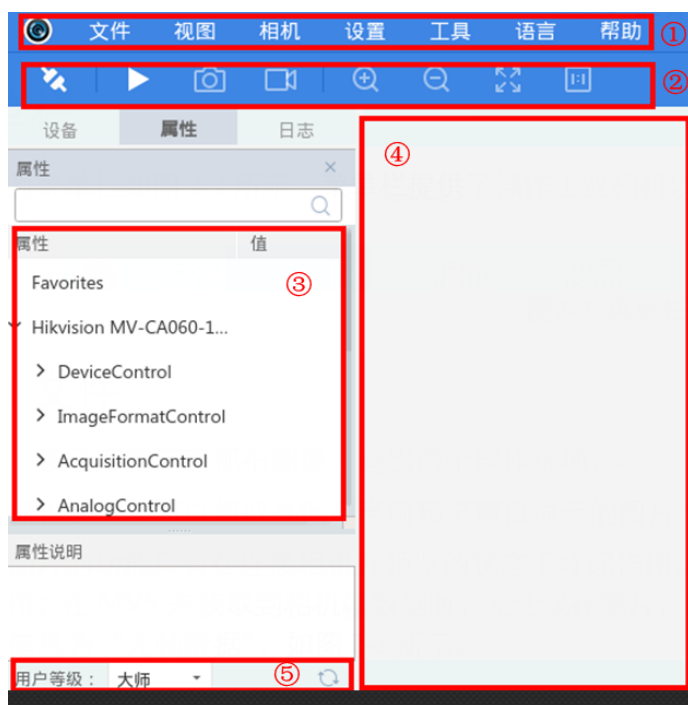 文件 视图 相机 设置 工具 语言 帮助 ①
1:1 ②
设备 属性 日志
④
属性 ×
属性 值
Favorites ③
Hikvision MV-CA060-1...
DeviceControl
ImageFormatControl
AcquisitionControl
AnalogControl
属性说明
用户等级： 大师 ⑤